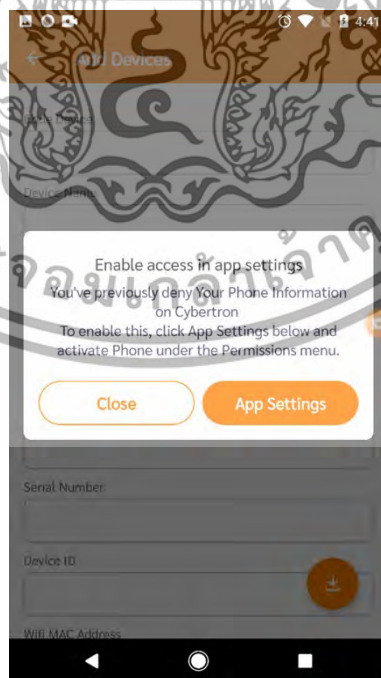 4:41
Add Devices
Device Name
Enable access in app settings
You've previously deny Your Phone Information
on Cybertron
To enable this, click App Settings below and
activate Phone under the Permissions menu.
Close
App Settings
Serial Number
Device ID
Wifi MAC Address